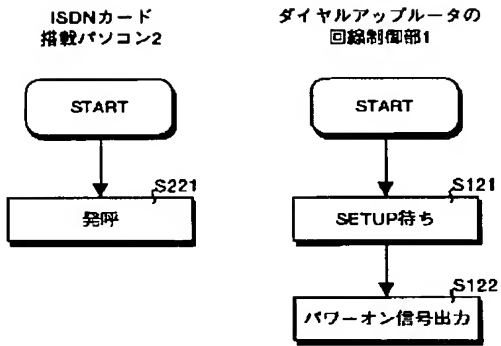 ISDNカード
搭載パソコン2
START
S221
発呼
ダイヤルアップルータの
回線制御部1
START
S121
SETUP待ち
S122
パワーオン信号出力